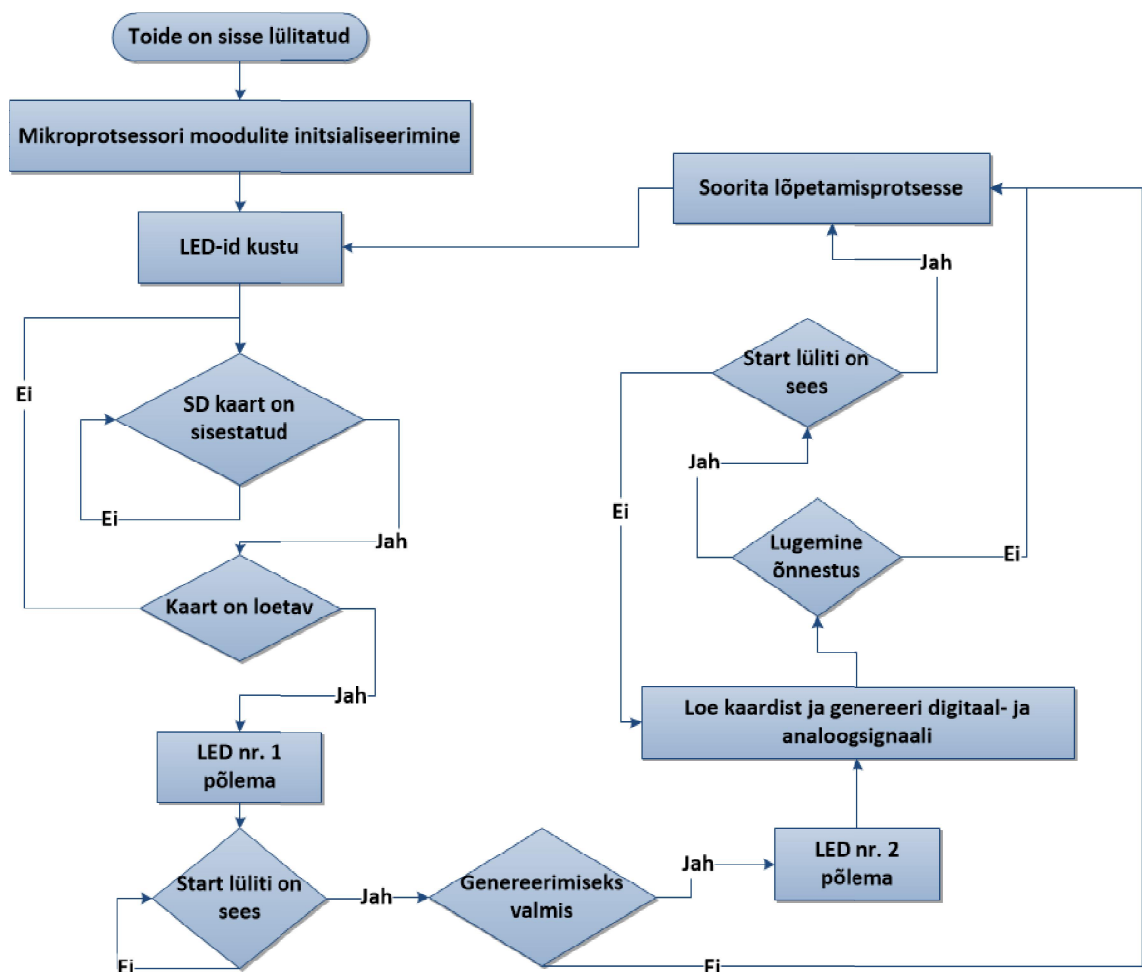 Toide on sisse lülitatud
Mikroprotsessori moodulite initsialiseerimine
LED-id kustu
SD kaart on
sisestatud
Ei
Ei
Jah
Kaart on loetav
Jah
LED nr. 1
põlema
Start lüliti on
sees
Ei
Jah
Genereerimiseks
valmis
Jah
Ei
LED nr. 2
põlema
Loe kaardist ja genereeri digitaal- ja
analoogsignaali
Lugemine
õnnestus
Jah
Ei
Start lüliti on
sees
Ei
Jah
Soorita lõpetamisprotsesse